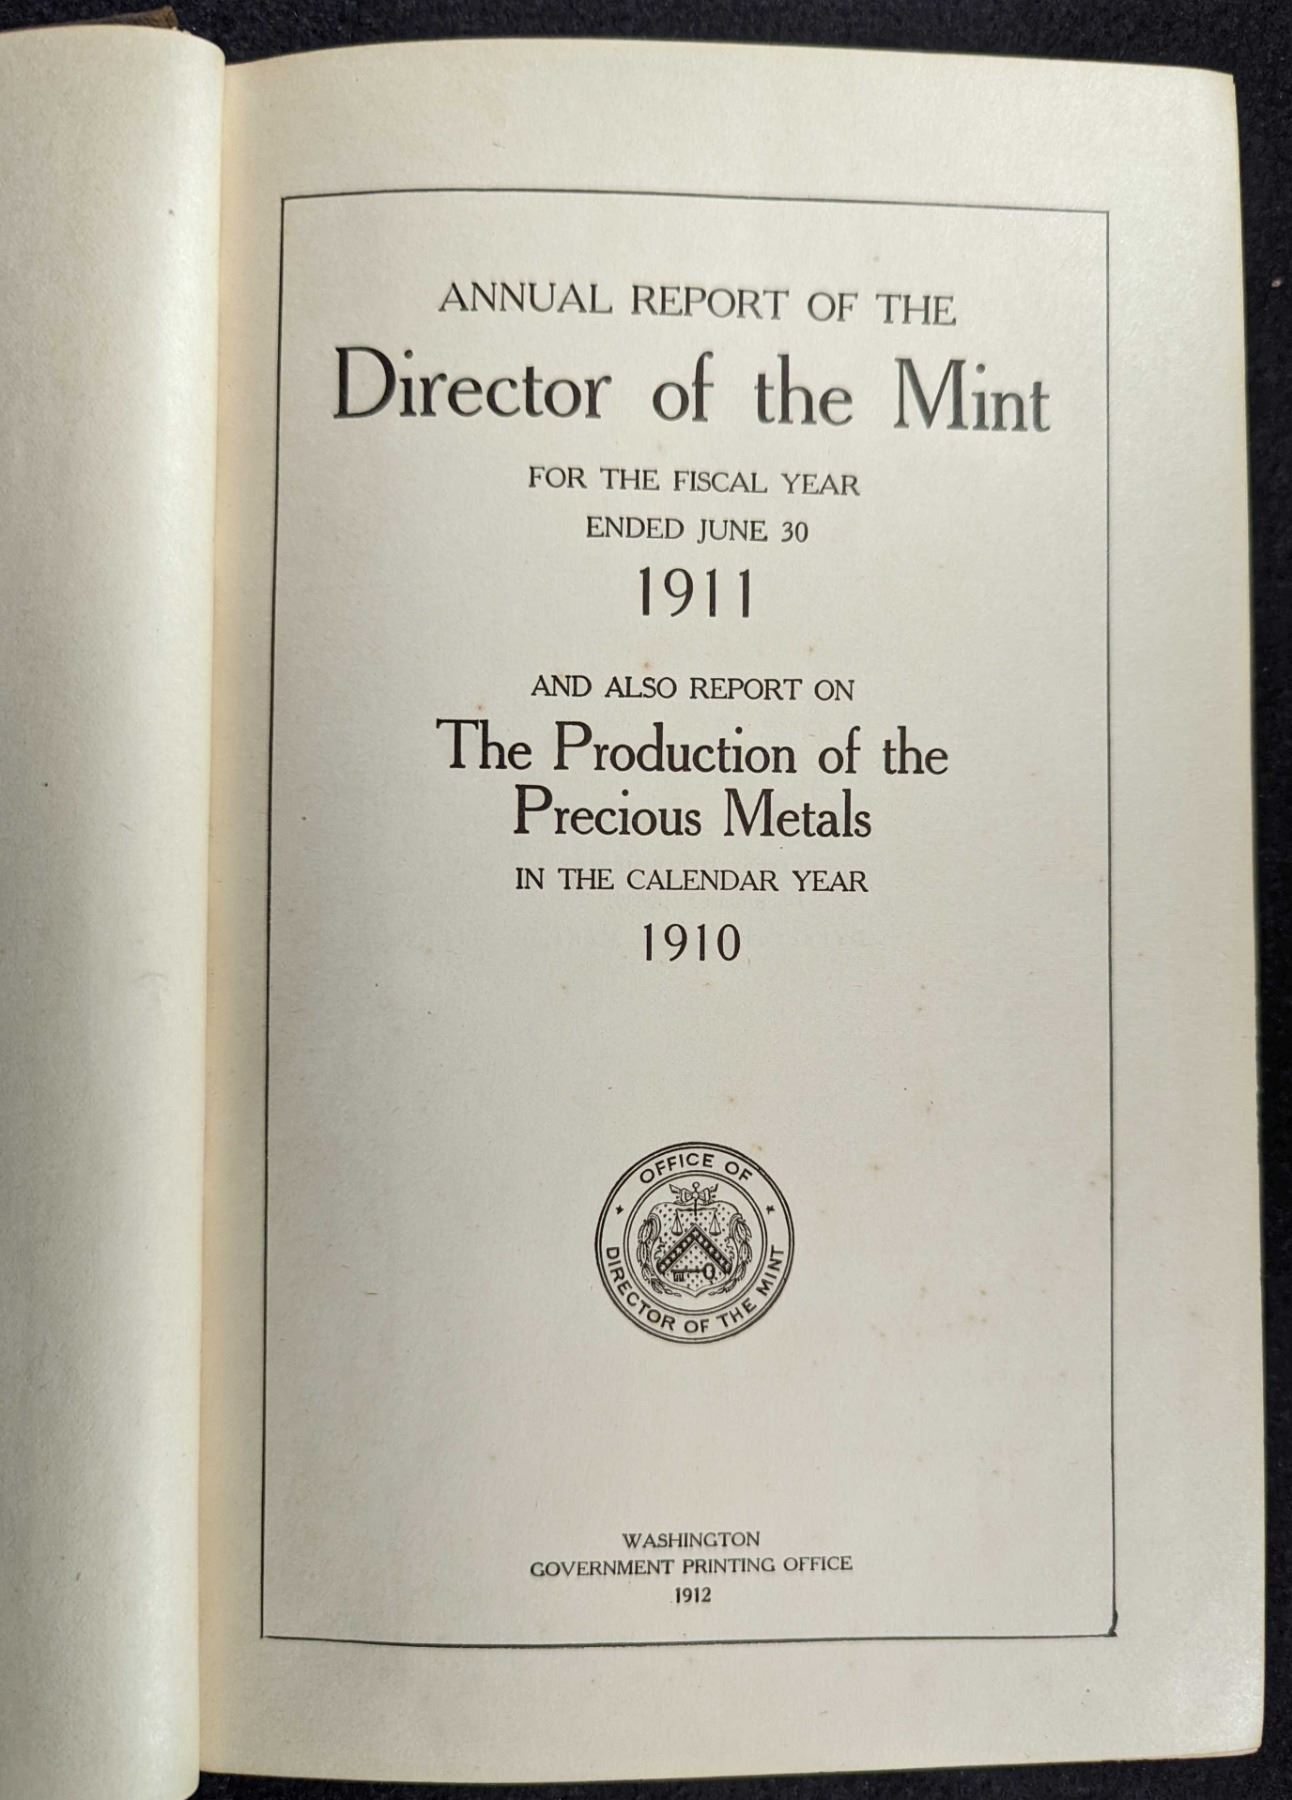 ANNUAL REPORT OF THE
Director of the Mint
FOR THE FISCAL YEAR
ENDED JUNE 30
1911
AND ALSO REPORT ON
The Production of the
Precious Metals
IN THE CALENDAR YEAR
1910
OFFICE OF
DIRECTOR OF THE MINT
WASHINGTON
GOVERNMENT PRINTING OFFICE
1912